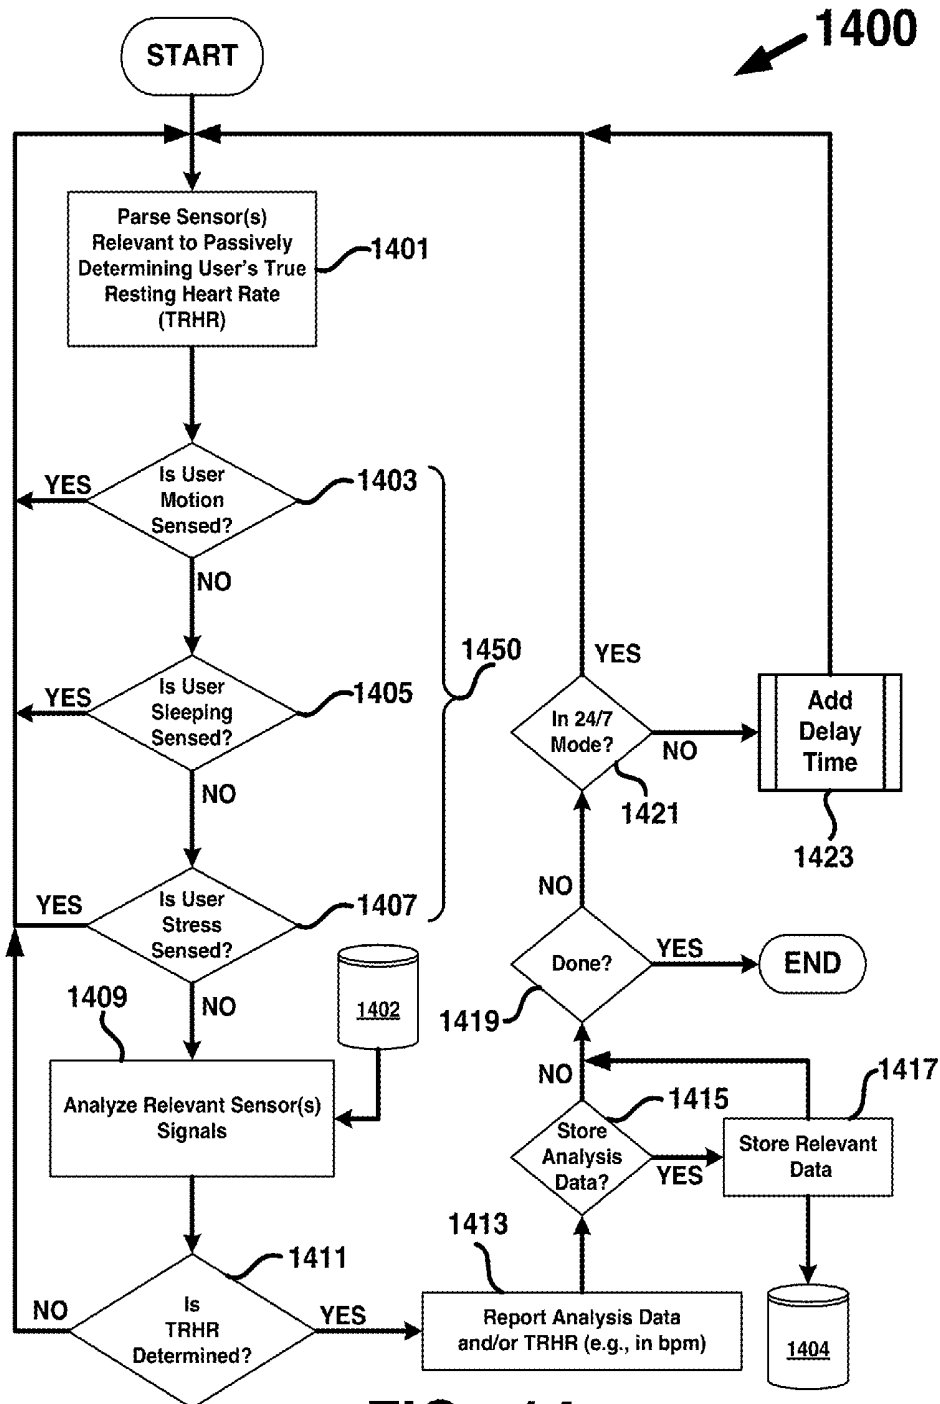 1400
START
Parse Sensor(s)
Relevant to Passively
Determining User's True
Resting Heart Rate
(TRHR)
1401
Is User
Motion
Sensed?
1403
YES
NO
Is User
Sleeping
Sensed?
1405
YES
NO
1450
Is User
Stress
Sensed?
1407
YES
NO
1402
1409
Analyze Relevant Sensor(s)
Signals
Is
TRHR
Determined?
1411
NO
YES
1413
Report Analysis Data
and/or TRHR (e.g., in bpm)
Store
Analysis
Data?
1415
NO
YES
Store Relevant
Data
1417
1404
Done?
1419
NO
YES
END
In 24/7
Mode?
1421
YES
NO
Add
Delay
Time
1423